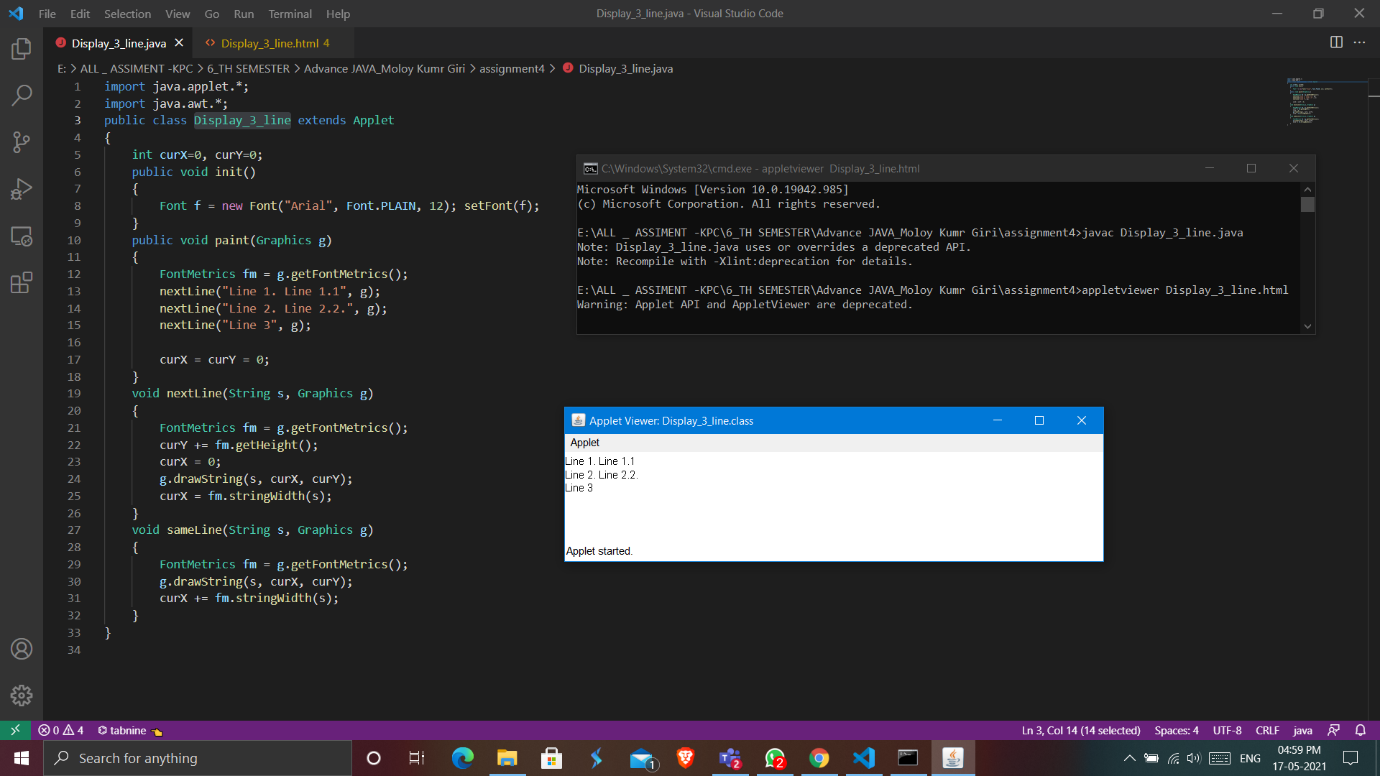 File Edit Selection View Go Run Terminal Help
Display_3_line.java - Visual Studio Code
Display_3_line.java
Display_3_line.html 4
E: > ALL _ ASSIMENT -KPC > 6_TH SEMESTER > Advance JAVA_Moloy Kumr Giri > assignment4 > Display_3_line.java
1 import java.applet.*;
2 import java.awt.*;
3 public class Display_3_line extends Applet
4 {
5 int curX=0, curY=0;
6 public void init()
7 {
8 Font f = new Font("Arial", Font.PLAIN, 12); setFont(f);
9 }
10 public void paint(Graphics g)
11 {
12 FontMetrics fm = g.getFontMetrics();
13 nextLine("Line 1. Line 1.1", g);
14 nextLine("Line 2. Line 2.2.", g);
15 nextLine("Line 3", g);
16
17 curX = curY = 0;
18 }
19 void nextLine(String s, Graphics g)
20 {
21 FontMetrics fm = g.getFontMetrics();
22 curY += fm.getHeight();
23 curX = 0;
24 g.drawString(s, curX, curY);
25 curX = fm.stringWidth(s);
26 }
27 void sameLine(String s, Graphics g)
28 {
29 FontMetrics fm = g.getFontMetrics();
30 g.drawString(s, curX, curY);
31 curX += fm.stringWidth(s);
32 }
33 }
34
C:\Windows\System32\cmd.exe - appletviewer Display_3_line.html
Microsoft Windows [Version 10.0.19042.985]
(c) Microsoft Corporation. All rights reserved.
E:\ALL _ ASSIMENT -KPC\6_TH SEMESTER\Advance JAVA_Moloy Kumr Giri\assignment4>javac Display_3_line.java
Note: Display_3_line.java uses or overrides a deprecated API.
Note: Recompile with -Xlint:deprecation for details.
E:\ALL _ ASSIMENT -KPC\6_TH SEMESTER\Advance JAVA_Moloy Kumr Giri\assignment4>appletviewer Display_3_line.html
Warning: Applet API and AppletViewer are deprecated.
Applet Viewer: Display_3_line.class
Applet
Line 1. Line 1.1
Line 2. Line 2.2.
Line 3
Applet started.
0 4 tabnine
Ln 3, Col 14 (14 selected) Spaces: 4 UTF-8 CRLF java
Search for anything
1
2
2
ENG
04:59 PM
17-05-2021